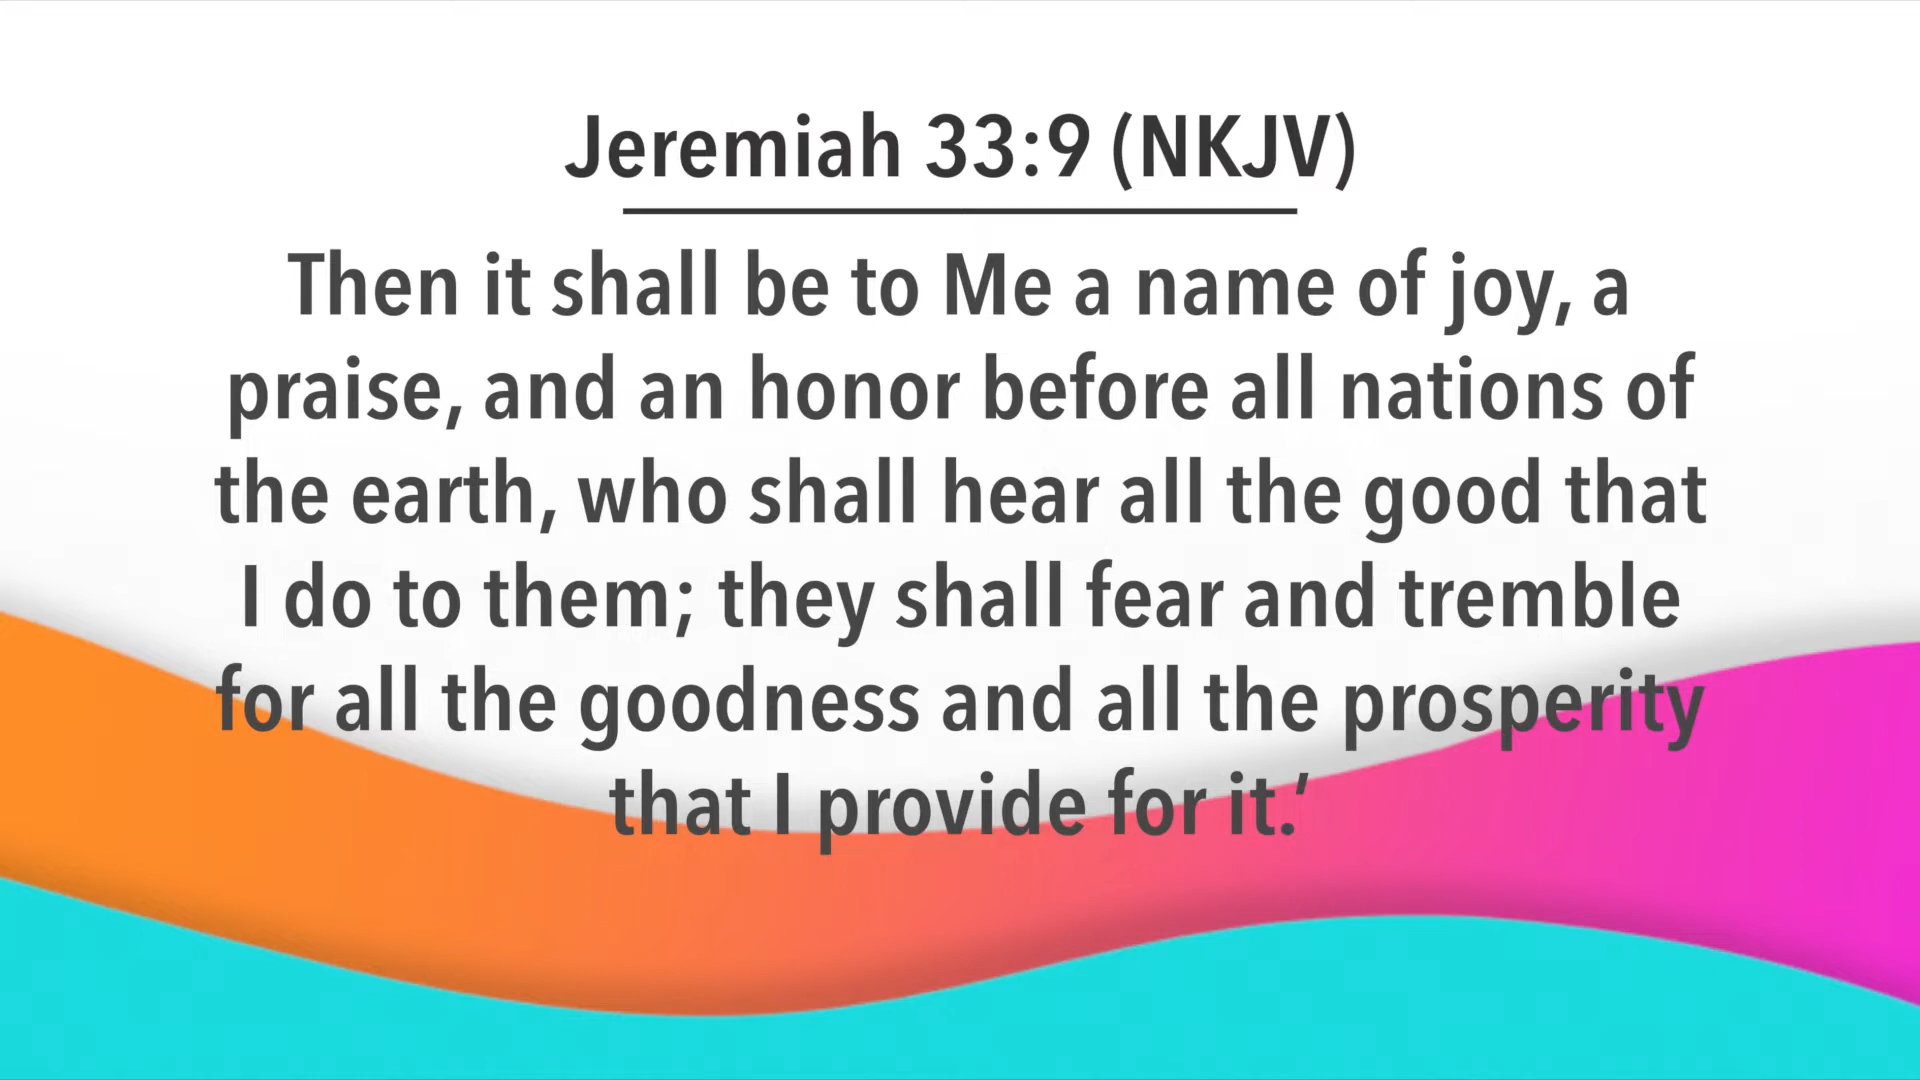 Jeremiah 33:9 (NKJV)
Then it shall be to Me a name of joy, a
praise, and an honor before all nations of
the earth, who shall hear all the good that
I do to them; they shall fear and tremble
for all the goodness and all the prosperity
that I provide for it.’